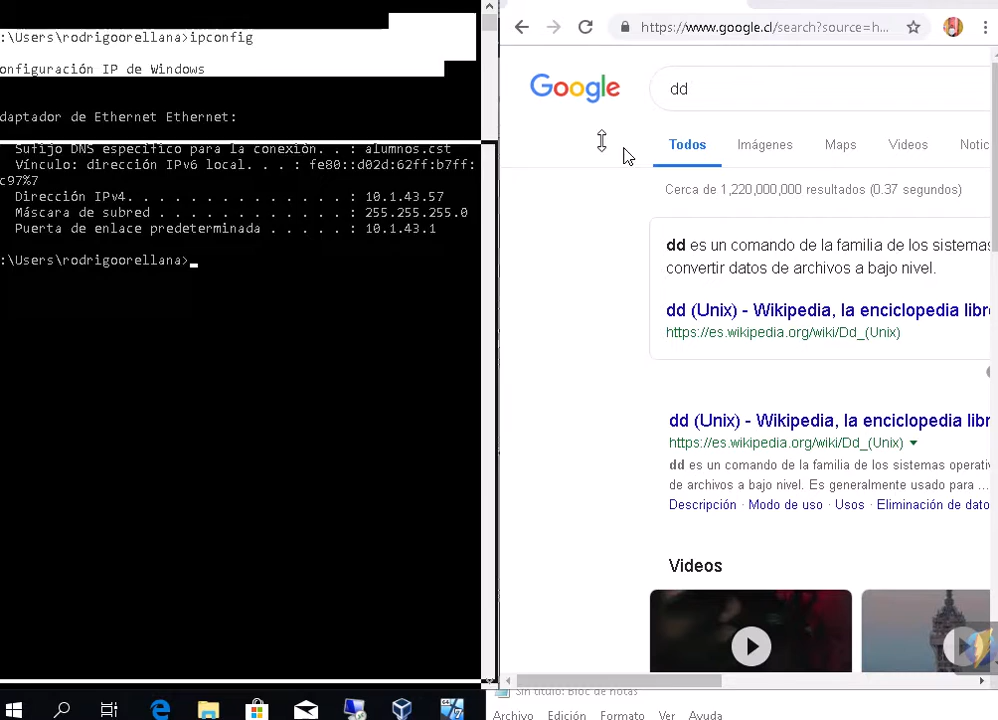 :\Users\rodrigoorellana>ipconfig
onfiguración IP de Windows
daptador de Ethernet Ethernet:
Sufijo DNS específico para la conexión. . : alumnos.cst
Vínculo: dirección IPv6 local. . . : fe80::d02d:62ff:b7ff:
c97%7
Dirección IPv4. . . . . . . . . . . . . . : 10.1.43.57
Máscara de subred . . . . . . . . . . . . : 255.255.255.0
Puerta de enlace predeterminada . . . . . : 10.1.43.1
:\Users\rodrigoorellana>
https://www.google.cl/search?source=h...
Google
dd
Todos Imágenes Maps Videos Notic
Cerca de 1,220,000,000 resultados (0.37 segundos)
dd es un comando de la familia de los sistemas
convertir datos de archivos a bajo nivel.
dd (Unix) - Wikipedia, la enciclopedia libr
https://es.wikipedia.org/wiki/Dd_(Unix)
dd (Unix) - Wikipedia, la enciclopedia libr
https://es.wikipedia.org/wiki/Dd_(Unix)
dd es un comando de la familia de los sistemas operati
de archivos a bajo nivel. Es generalmente usado para ...
Descripción · Modo de uso · Usos · Eliminación de dato
Videos
Sin título: Bloc de notas
Archivo Edición Formato Ver Ayuda